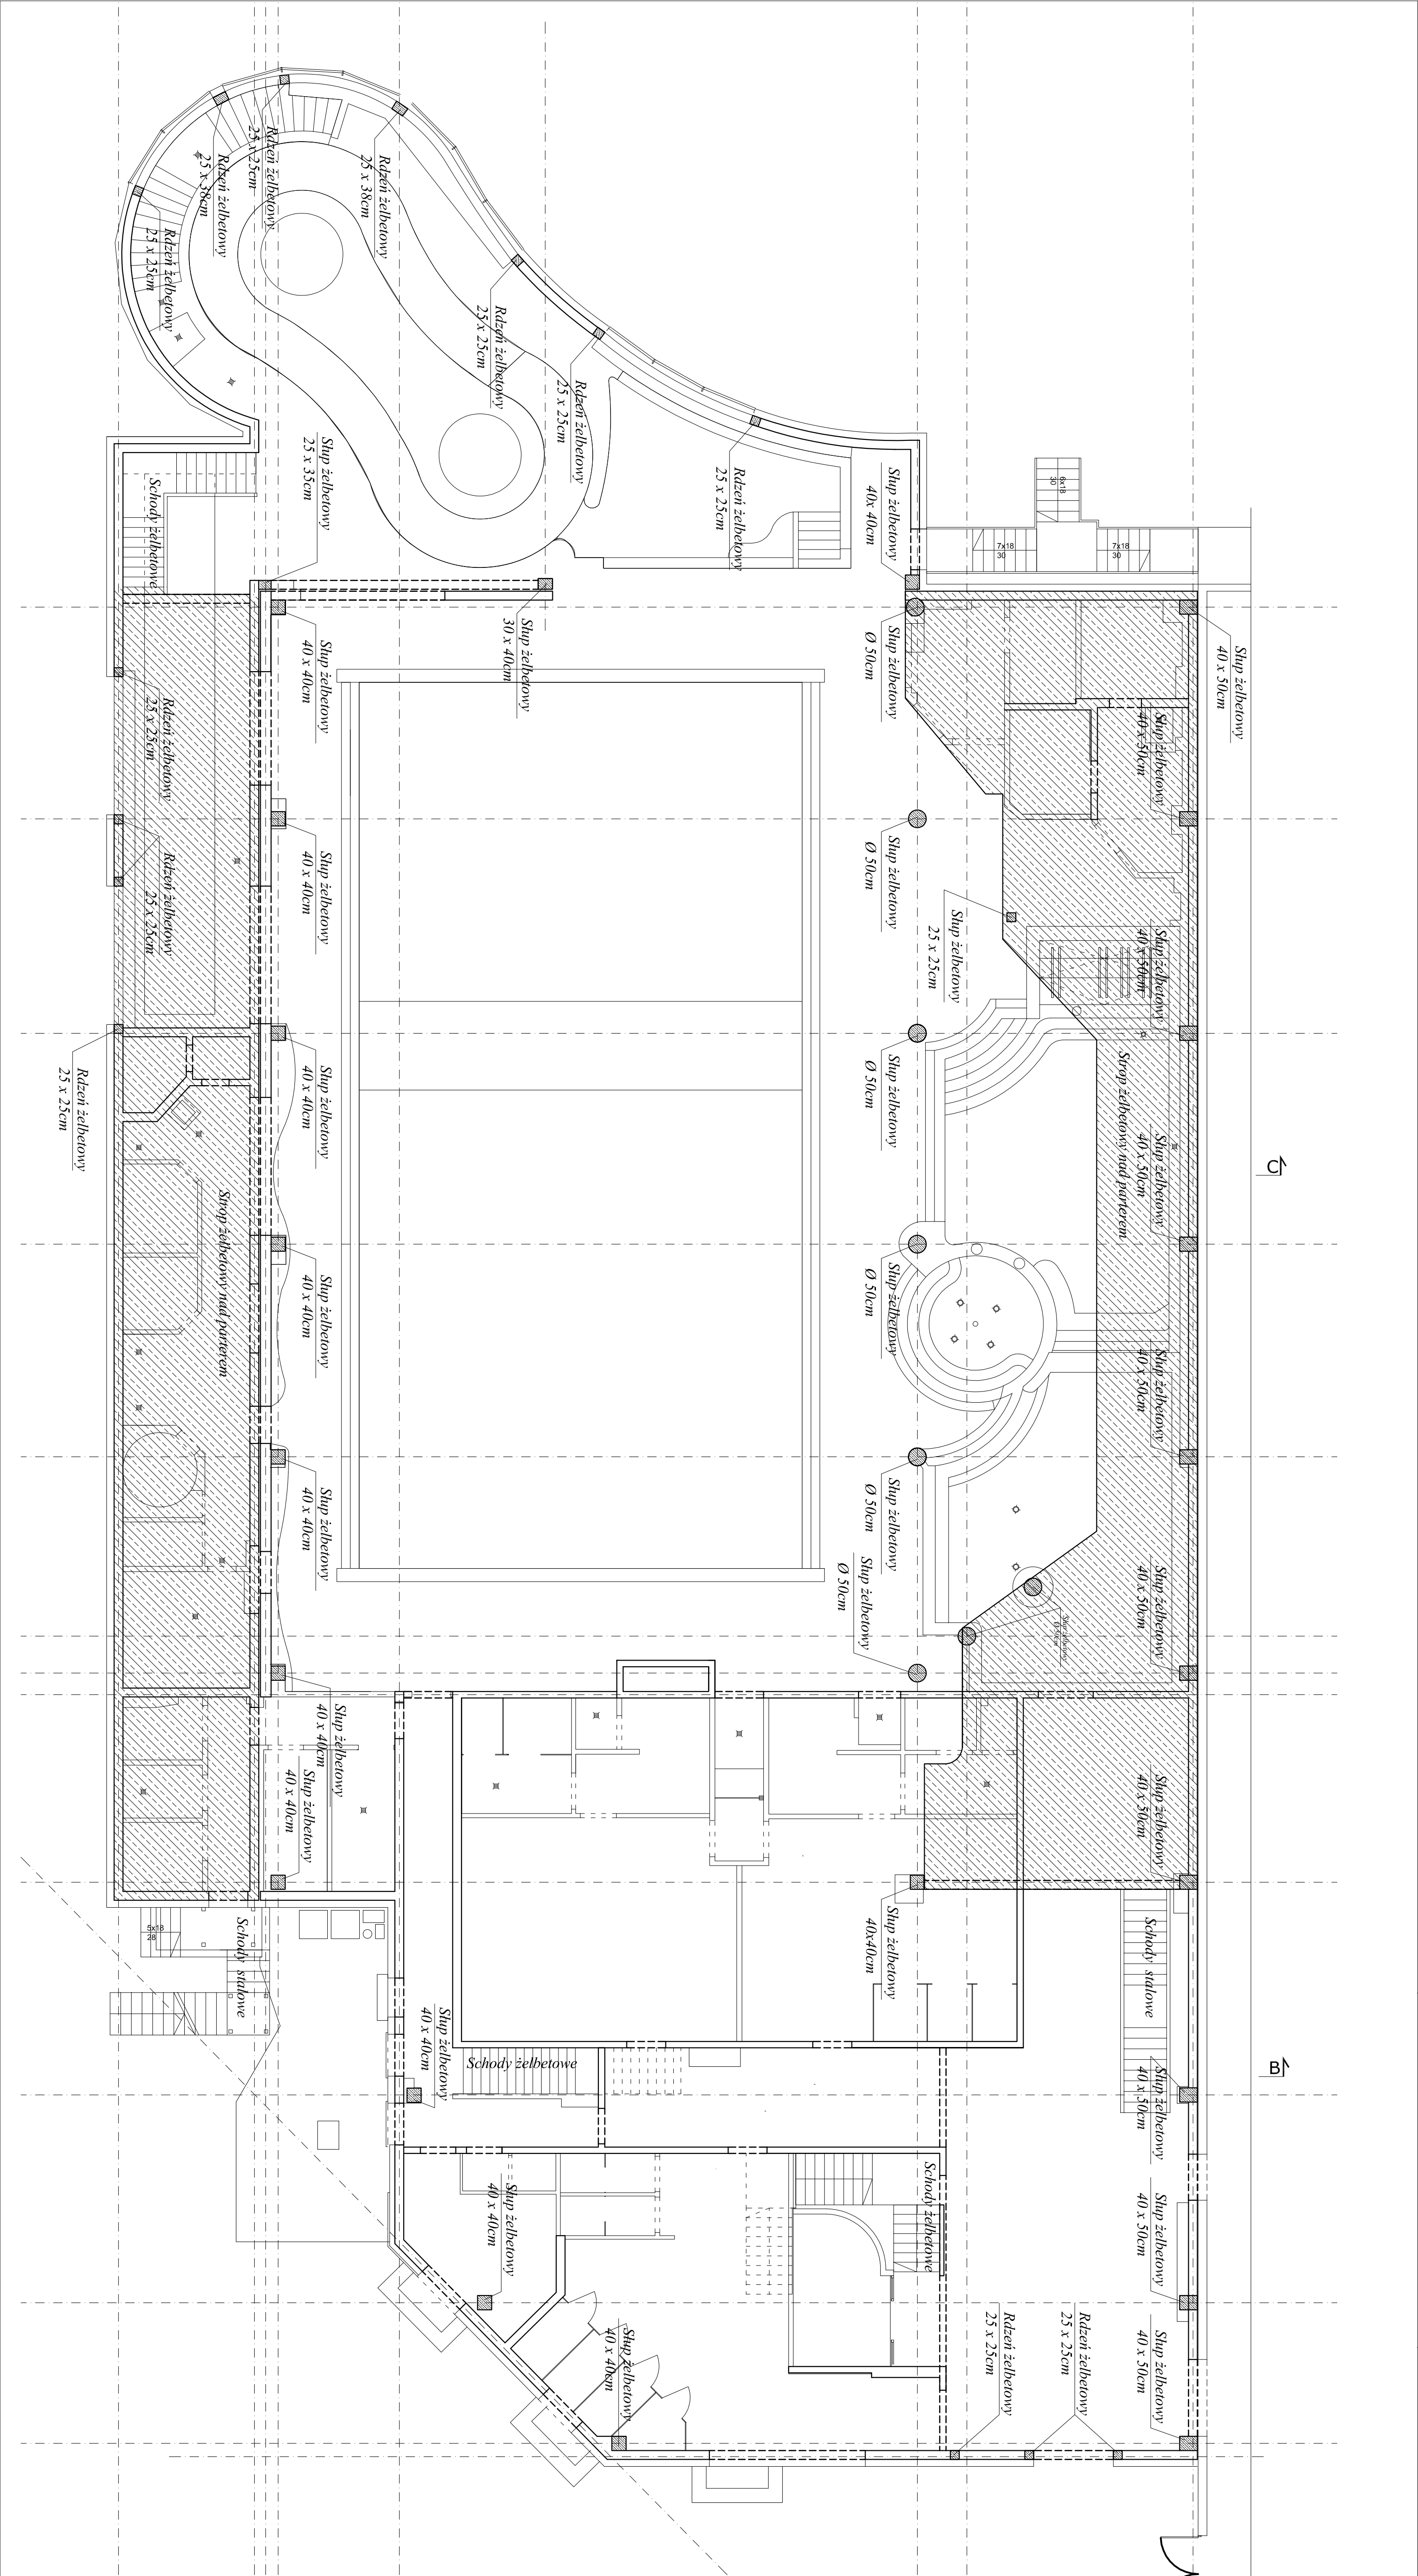 Rdzeń żelbetowy
25 x 25cm
Rdzeń żelbetowy
25 x 38cm
Rdzeń żelbetowy
25 x 38cm
Rdzeń żelbetowy
25 x 25cm
Rdzeń żelbetowy
25 x 25cm
Rdzeń żelbetowy
25 x 25cm
Rdzeń żelbetowy
25 x 25cm
Słup żelbetowy
25 x 35cm
Słup żelbetowy
40x 40cm
6x18
30
7x18
30
7x18
30
Schody żelbetowe
Słup żelbetowy
30 x 40cm
Słup żelbetowy
40 x 40cm
Słup żelbetowy
Ø 50cm
Słup żelbetowy
40 x 50cm
Rdzeń żelbetowy
25 x 25cm
Słup żelbetowy
40 x 50cm
Rdzeń żelbetowy
25 x 25cm
Słup żelbetowy
40 x 40cm
Słup żelbetowy
Ø 50cm
Słup żelbetowy
25 x 25cm
Słup żelbetowy
40 x 50cm
Rdzeń żelbetowy
25 x 25cm
Słup żelbetowy
40 x 40cm
Słup żelbetowy
Ø 50cm
Strop żelbetowy nad parterem
Słup żelbetowy
40 x 50cm
C
Strop żelbetowy nad parterem
Słup żelbetowy
40 x 40cm
Słup żelbetowy
Ø 50cm
Słup żelbetowy
40 x 50cm
Słup żelbetowy
40 x 40cm
Słup żelbetowy
Ø 50cm
Słup żelbetowy
Ø 50cm
Słup żelbetowy
Ø 50cm
Słup żelbetowy
40 x 50cm
Słup żelbetowy
40 x 40cm
Słup żelbetowy
40 x 40cm
Słup żelbetowy
40 x 50cm
Słup żelbetowy
40x40cm
5x18
28
Schody stalowe
Schody stalowe
Słup żelbetowy
40 x 40cm
Schody żelbetowe
B
Słup żelbetowy
40 x 50cm
Słup żelbetowy
40 x 40cm
Schody żelbetowe
Słup żelbetowy
40 x 50cm
Słup żelbetowy
40 x 40cm
Rdzeń żelbetowy
25 x 25cm
Rdzeń żelbetowy
25 x 25cm
Słup żelbetowy
40 x 50cm